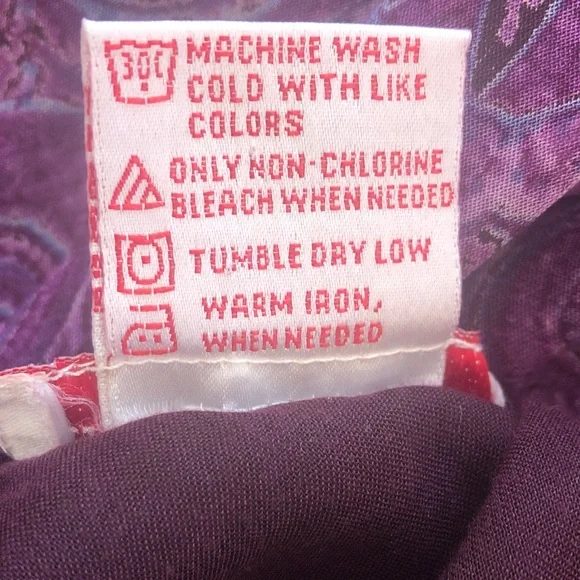 30C
MACHINE WASH
COLD WITH LIKE
COLORS
ONLY NON-CHLORINE
BLEACH WHEN NEEDED
TUMBLE DRY LOW
WARM IRON,
WHEN NEEDED